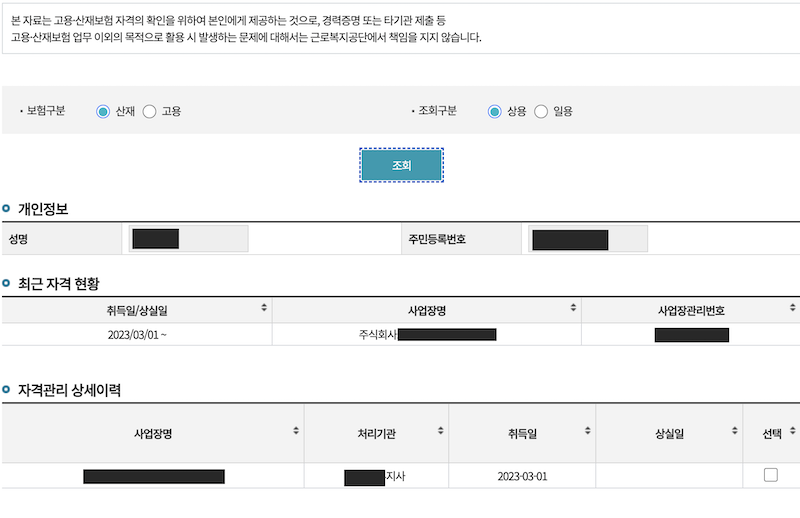 본 자료는 고용·산재보험 자격의 확인을 위하여 본인에게 제공하는 것으로, 경력증명 또는 타기관 제출 등
고용·산재보험 업무 이외의 목적으로 활용 시 발생하는 문제에 대해서는 근로복지공단에서 책임을 지지 않습니다.
· 보험구분 산재 고용 · 조회구분 상용 일용
조회
개인정보
성명 주민등록번호
최근 자격 현황
취득일/상실일 사업장명 사업장관리번호
2023/03/01 ~ 주식회사
자격관리 상세이력
사업장명 처리기관 취득일 상실일 선택
지사 2023-03-01